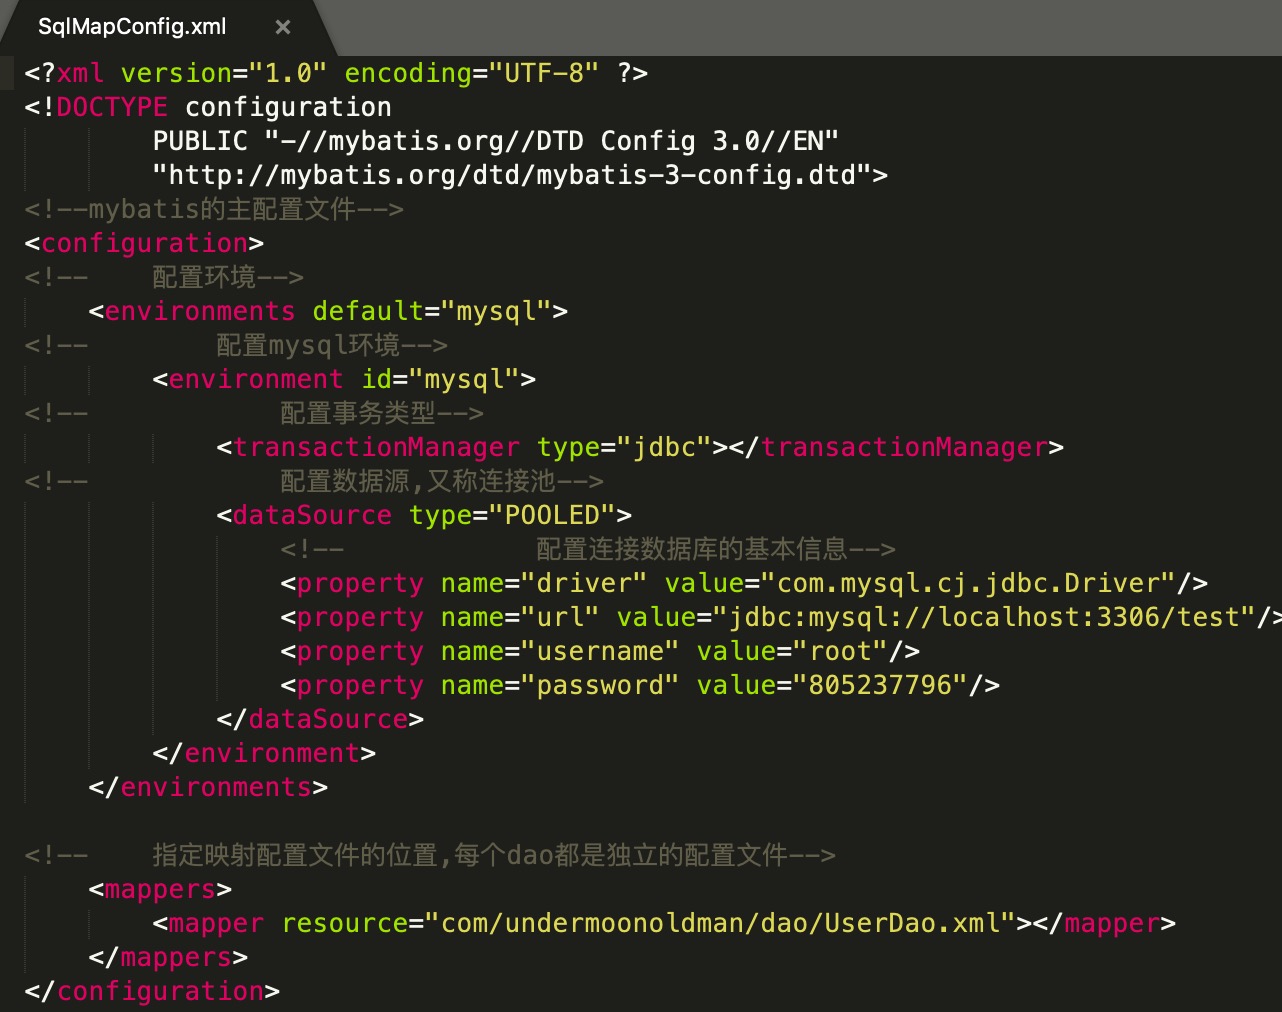 SqlMapConfig.xml ×
<?xml version="1.0" encoding="UTF-8" ?>
<!DOCTYPE configuration
        PUBLIC "-//mybatis.org//DTD Config 3.0//EN"
        "http://mybatis.org/dtd/mybatis-3-config.dtd">
<!--mybatis的主配置文件-->
<configuration>
<!--    配置环境-->
    <environments default="mysql">
<!--        配置mysql环境-->
        <environment id="mysql">
<!--            配置事务类型-->
            <transactionManager type="jdbc"></transactionManager>
<!--            配置数据源,又称连接池-->
            <dataSource type="POOLED">
                <!--            配置连接数据库的基本信息-->
                <property name="driver" value="com.mysql.cj.jdbc.Driver"/>
                <property name="url" value="jdbc:mysql://localhost:3306/test"/>
                <property name="username" value="root"/>
                <property name="password" value="805237796"/>
            </dataSource>
        </environment>
    </environments>

<!--    指定映射配置文件的位置,每个dao都是独立的配置文件-->
    <mappers>
        <mapper resource="com/undermoonoldman/dao/UserDao.xml"></mapper>
    </mappers>
</configuration>